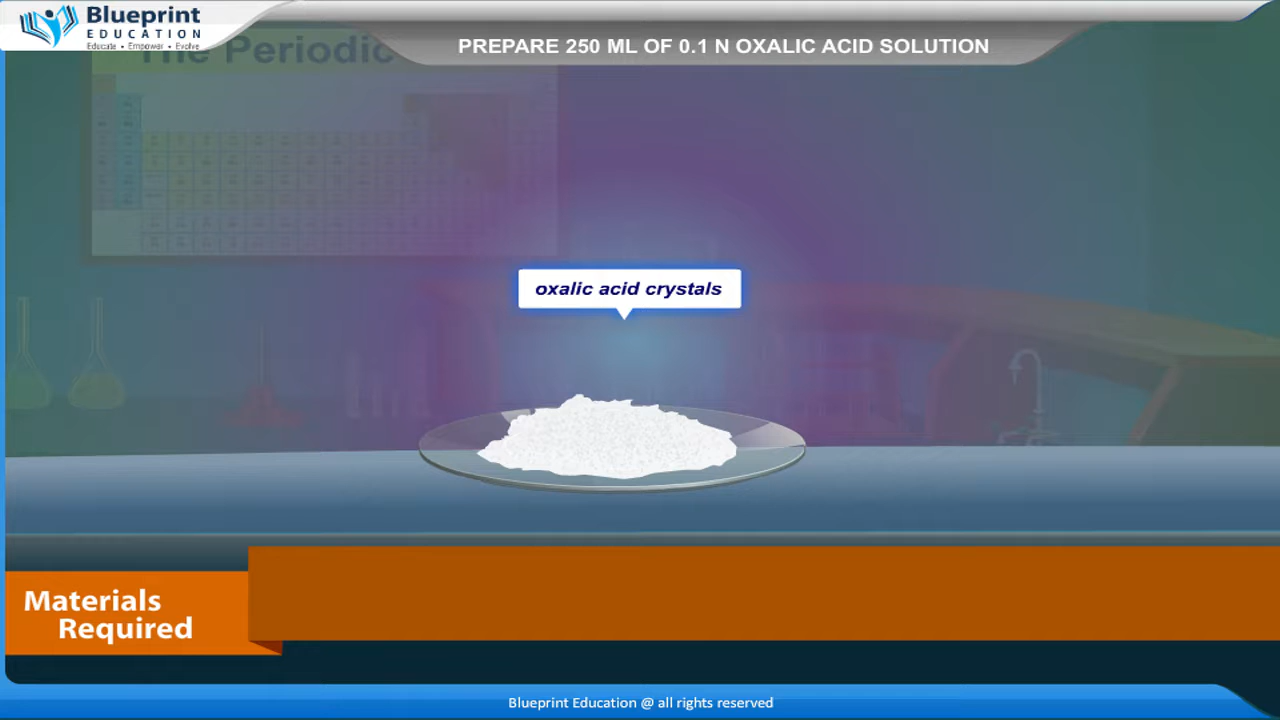 Blueprint
EDUCATION
Educate • Empower • Evolve
PREPARE 250 ML OF 0.1 N OXALIC ACID SOLUTION
The Periodic
oxalic acid crystals
Materials
Required
Blueprint Education @ all rights reserved